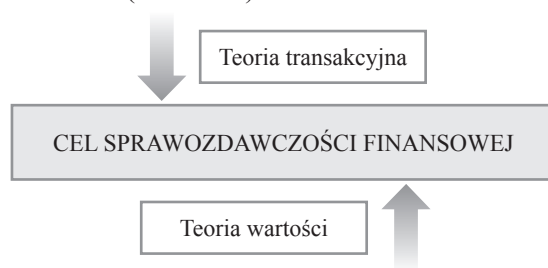 Teoria transakcyjna
CEL SPRAWOZDAWCZOŚCI FINANSOWEJ
Teoria wartości